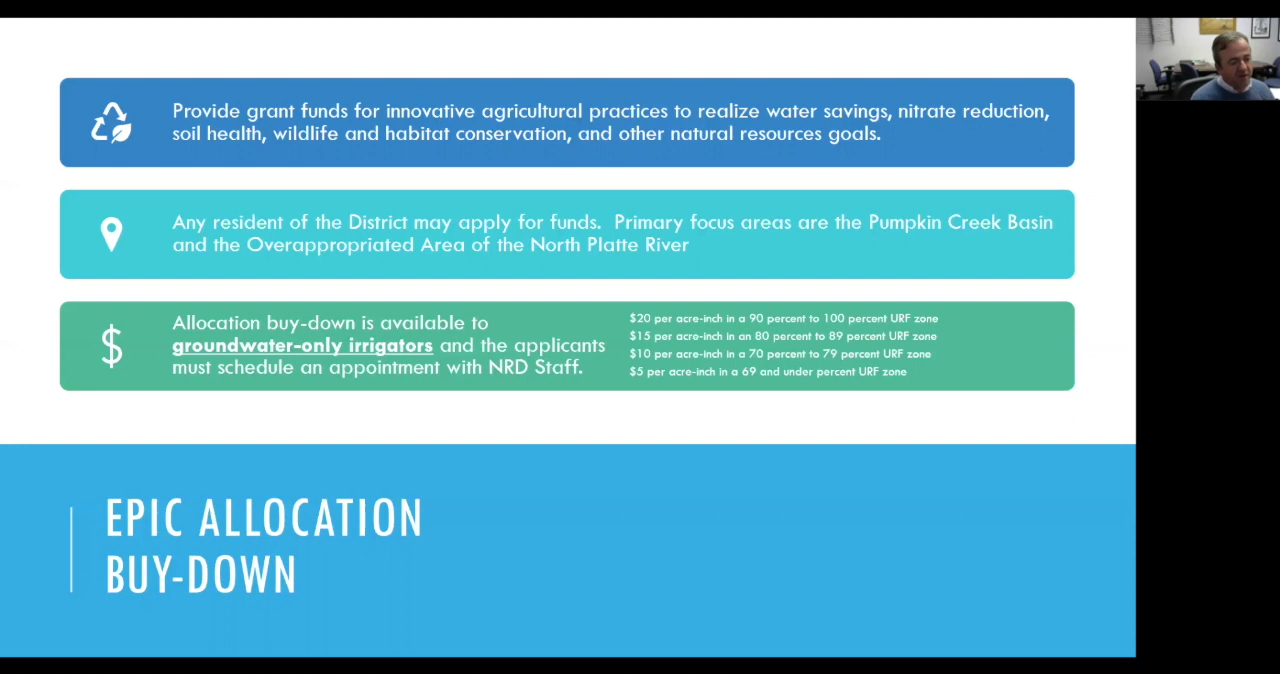 Provide grant funds for innovative agricultural practices to realize water savings, nitrate reduction,
soil health, wildlife and habitat conservation, and other natural resources goals.
Any resident of the District may apply for funds. Primary focus areas are the Pumpkin Creek Basin
and the Overappropriated Area of the North Platte River
Allocation buy-down is available to
groundwater-only irrigators and the applicants
must schedule an appointment with NRD Staff.
$20 per acre-inch in a 90 percent to 100 percent URF zone
$15 per acre-inch in an 80 percent to 89 percent URF zone
$10 per acre-inch in a 70 percent to 79 percent URF zone
$5 per acre-inch in a 69 and under percent URF zone
EPIC ALLOCATION
BUY-DOWN